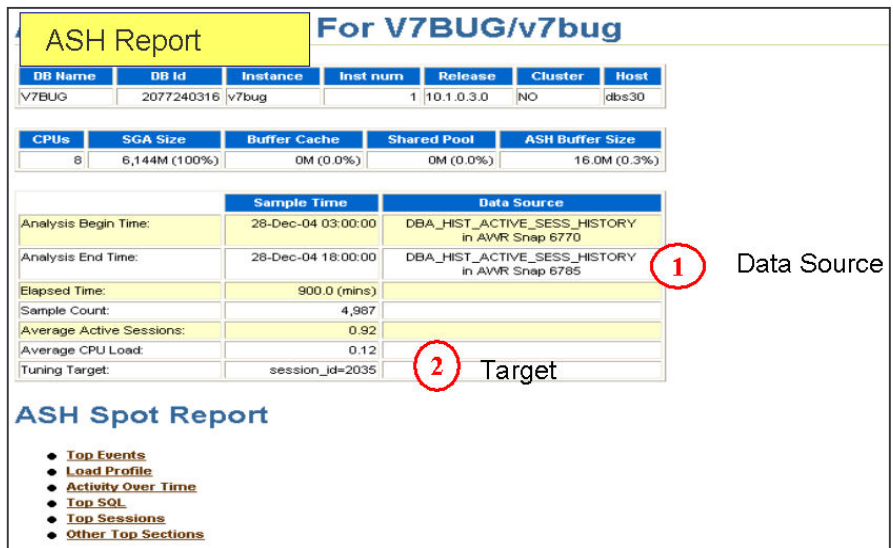 ASH Report
For V7BUG/v7bug
DB Name DB Id Instance Inst num Release Cluster Host
V7BUG 2077240316 v7bug 1 10.1.0.3.0 NO dbs30
CPUs SGA Size Buffer Cache Shared Pool ASH Buffer Size
8 6,144M (100%) 0M (0.0%) 0M (0.0%) 16.0M (0.3%)
Sample Time Data Source
Analysis Begin Time: 28-Dec-04 03:00:00 DBA_HIST_ACTIVE_SESS_HISTORY
in AWR Snap 6770
Analysis End Time: 28-Dec-04 18:00:00 DBA_HIST_ACTIVE_SESS_HISTORY
in AWR Snap 6785
1 Data Source
Elapsed Time: 900.0 (mins)
Sample Count: 4,987
Average Active Sessions: 0.92
Average CPU Load: 0.12
Tuning Target: session_id=2035
2 Target
ASH Spot Report
Top Events
Load Profile
Activity Over Time
Top SQL
Top Sessions
Other Top Sections